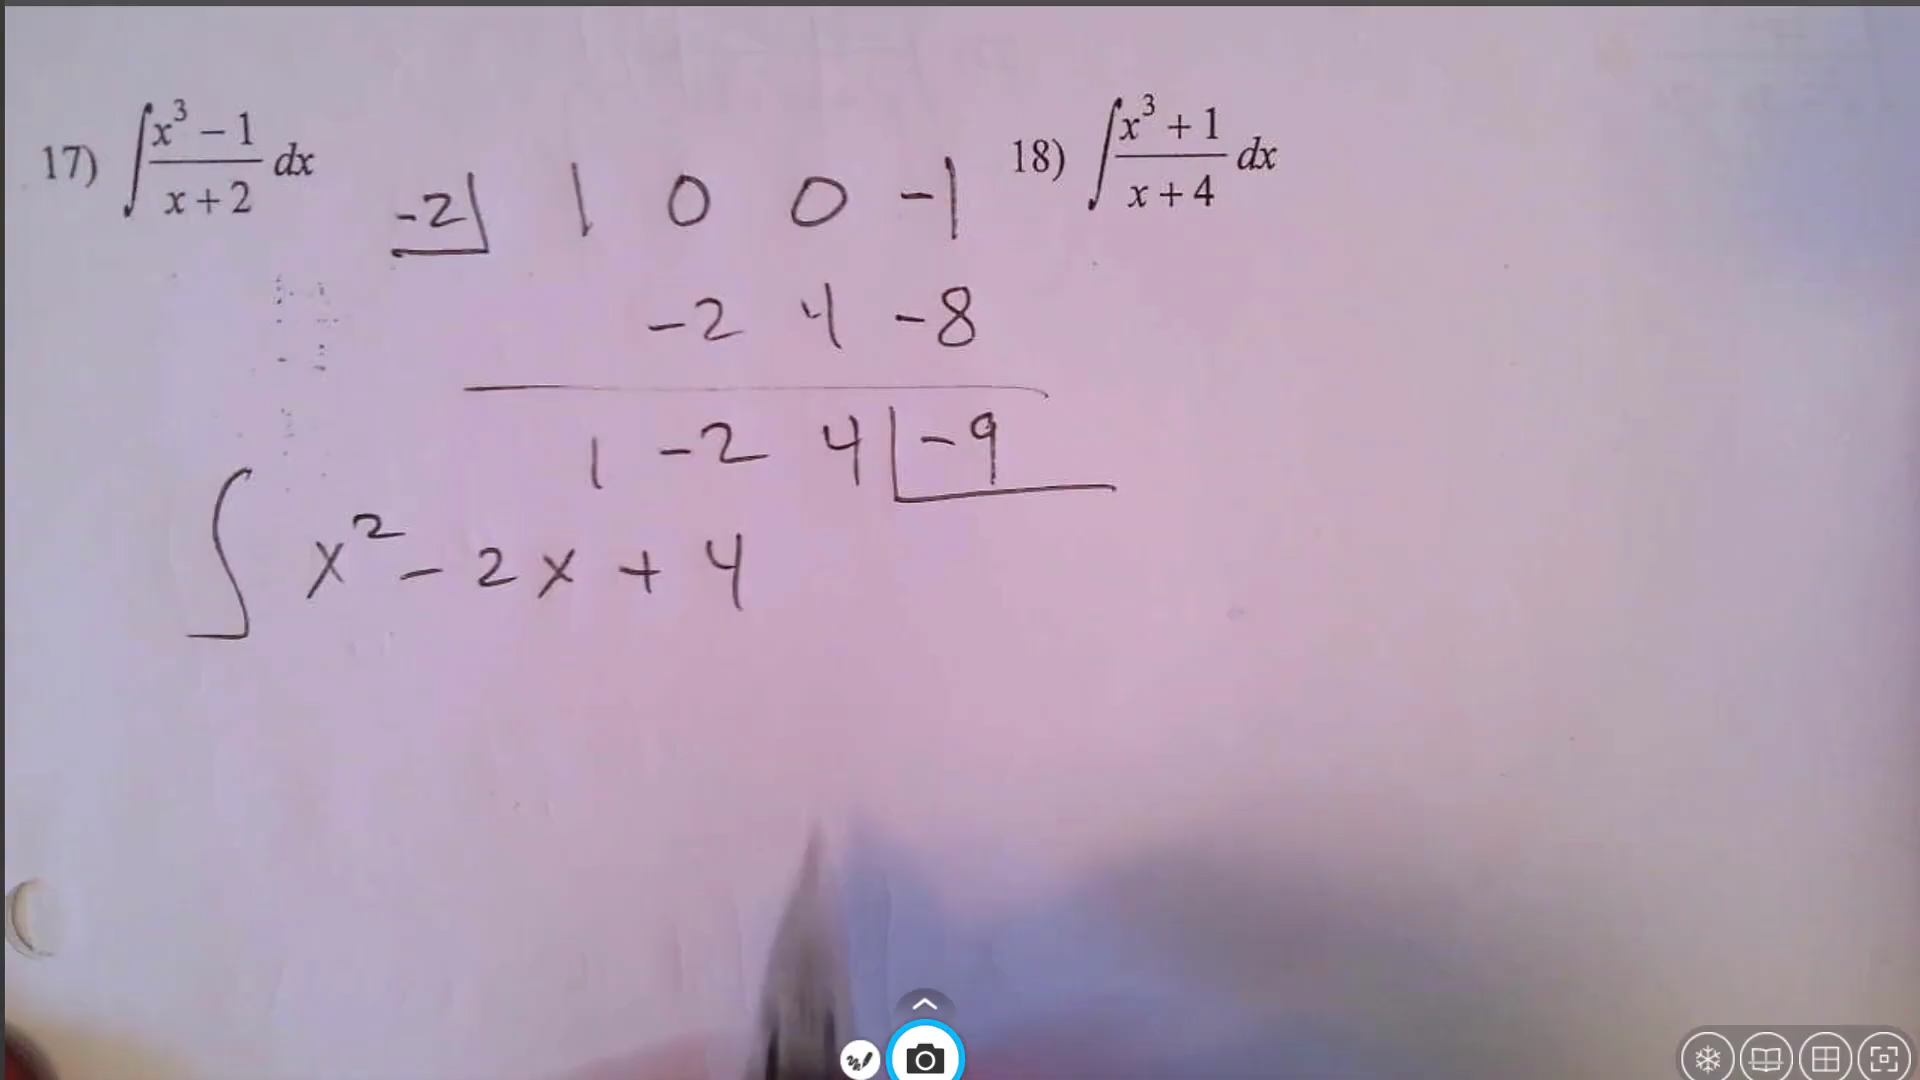 17) ∫ (x³ − 1)/(x + 2) dx
-2| 1 0 0 -1
-2 4 -8
1 -2 4 | -9
∫ x² - 2x + 4
18) ∫ (x³ + 1)/(x + 4) dx